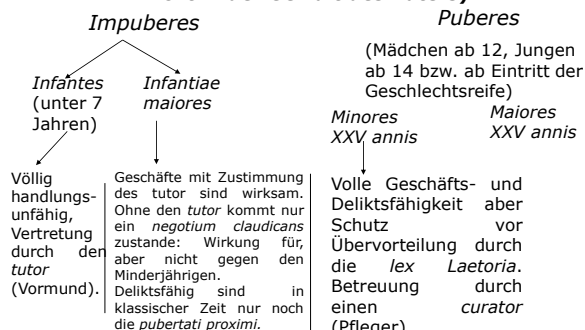 Impuberes
Puberes
(Mädchen ab 12, Jungen
ab 14 bzw. ab Eintritt der
Geschlechtsreife)
Infantes
(unter 7
Jahren)
Infantiae
maiores
Minores
XXV annis
Maiores
XXV annis
Völlig
handlungs-
unfähig,
Vertretung
durch den
tutor
(Vormund).
Geschäfte mit Zustimmung
des tutor sind wirksam.
Ohne den tutor kommt nur
ein negotium claudicans
zustande: Wirkung für,
aber nicht gegen den
Minderjährigen.
Deliktsfähig sind in
klassischer Zeit nur noch
die pubertati proximi.
Volle Geschäfts- und
Deliktsfähigkeit aber
Schutz vor
Übervorteilung durch
die lex Laetoria.
Betreuung durch
einen curator
(Pfleger)